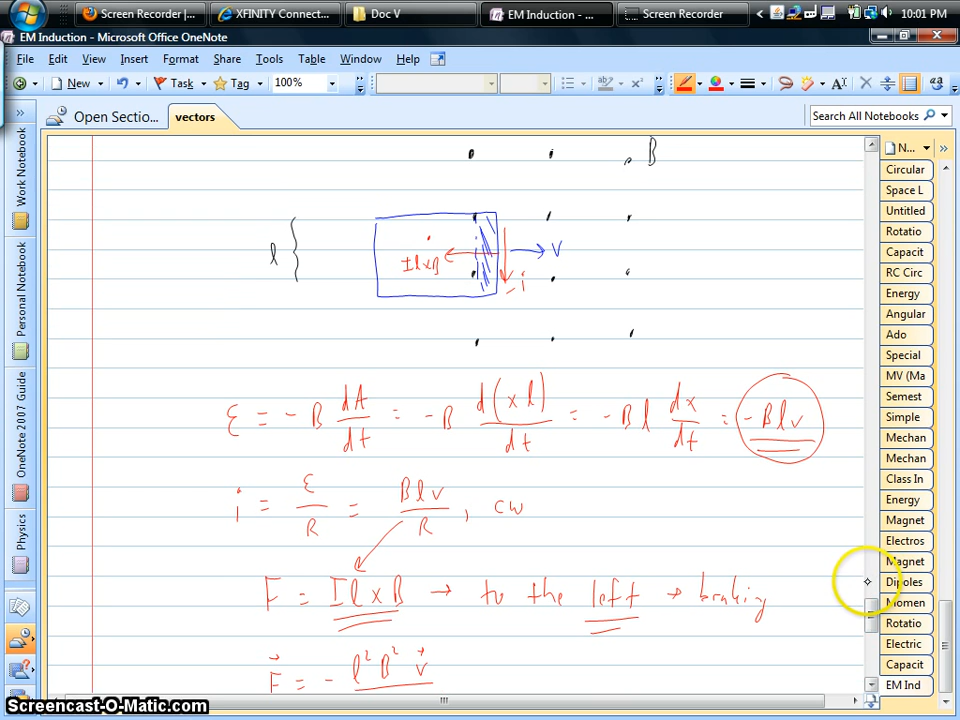 Screen Recorder |...
XFINITY Connect...
Doc V
EM Induction - ...
Screen Recorder
10:01 PM
EM Induction - Microsoft Office OneNote
File Edit View Insert Format Share Tools Table Window Help
New Task Tag 100%
Open Sectio...
vectors
Search All Notebooks
Work Notebook
Personal Notebook
OneNote 2007 Guide
Physics
N...
Circular
Space L
Untitled
Rotatio
Capacit
RC Circ
Energy
Angular
Ado
Special
MV (Ma
Semest
Simple
Mechan
Mechan
Class In
Energy
Magnet
Electros
Magnet
Dipoles
Momen
Rotatio
Electric
Capacit
EM Ind
B
l { IlxB V
i
ε = - B dA/dt = - B d(xl)/dt = - Bl dx/dt = - Blv
i = ε/R = Blv/R , cw
F = Il x B → to the left → braking
F = - l² B² v
Screencast-O-Matic.com